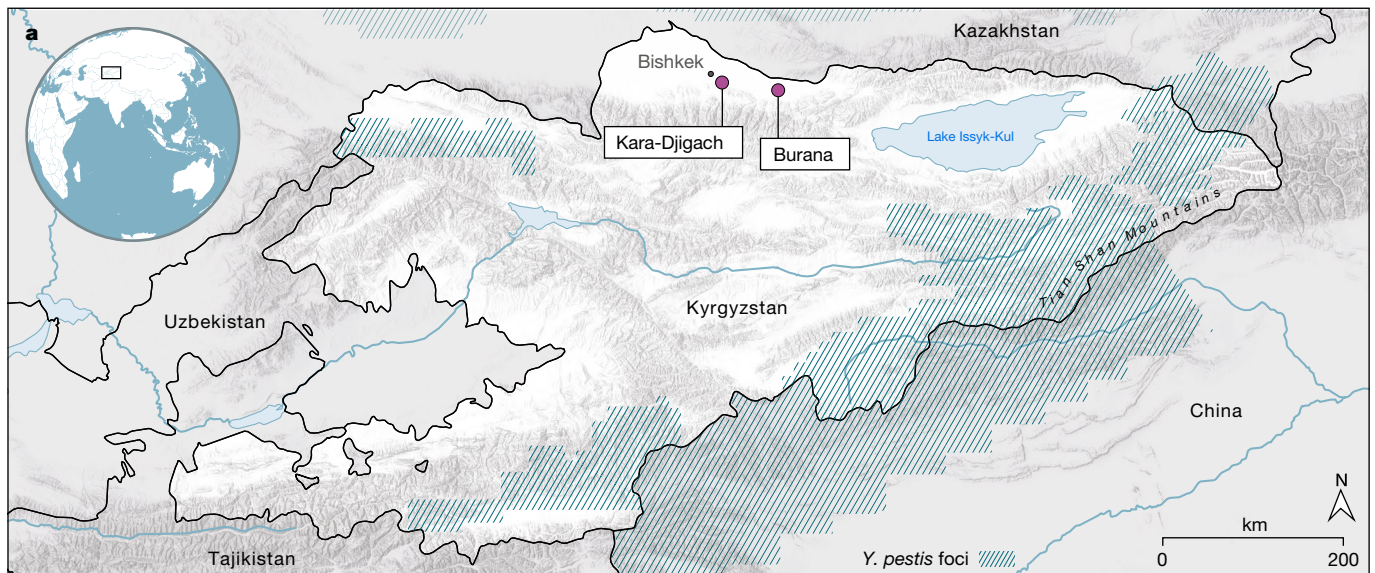 a
Kazakhstan
Bishkek
Kara-Djigach
Burana
Lake Issyk-Kul
Tian Shan Mountains
Uzbekistan
Kyrgyzstan
China
N
km
0 200
Y. pestis foci
Tajikistan